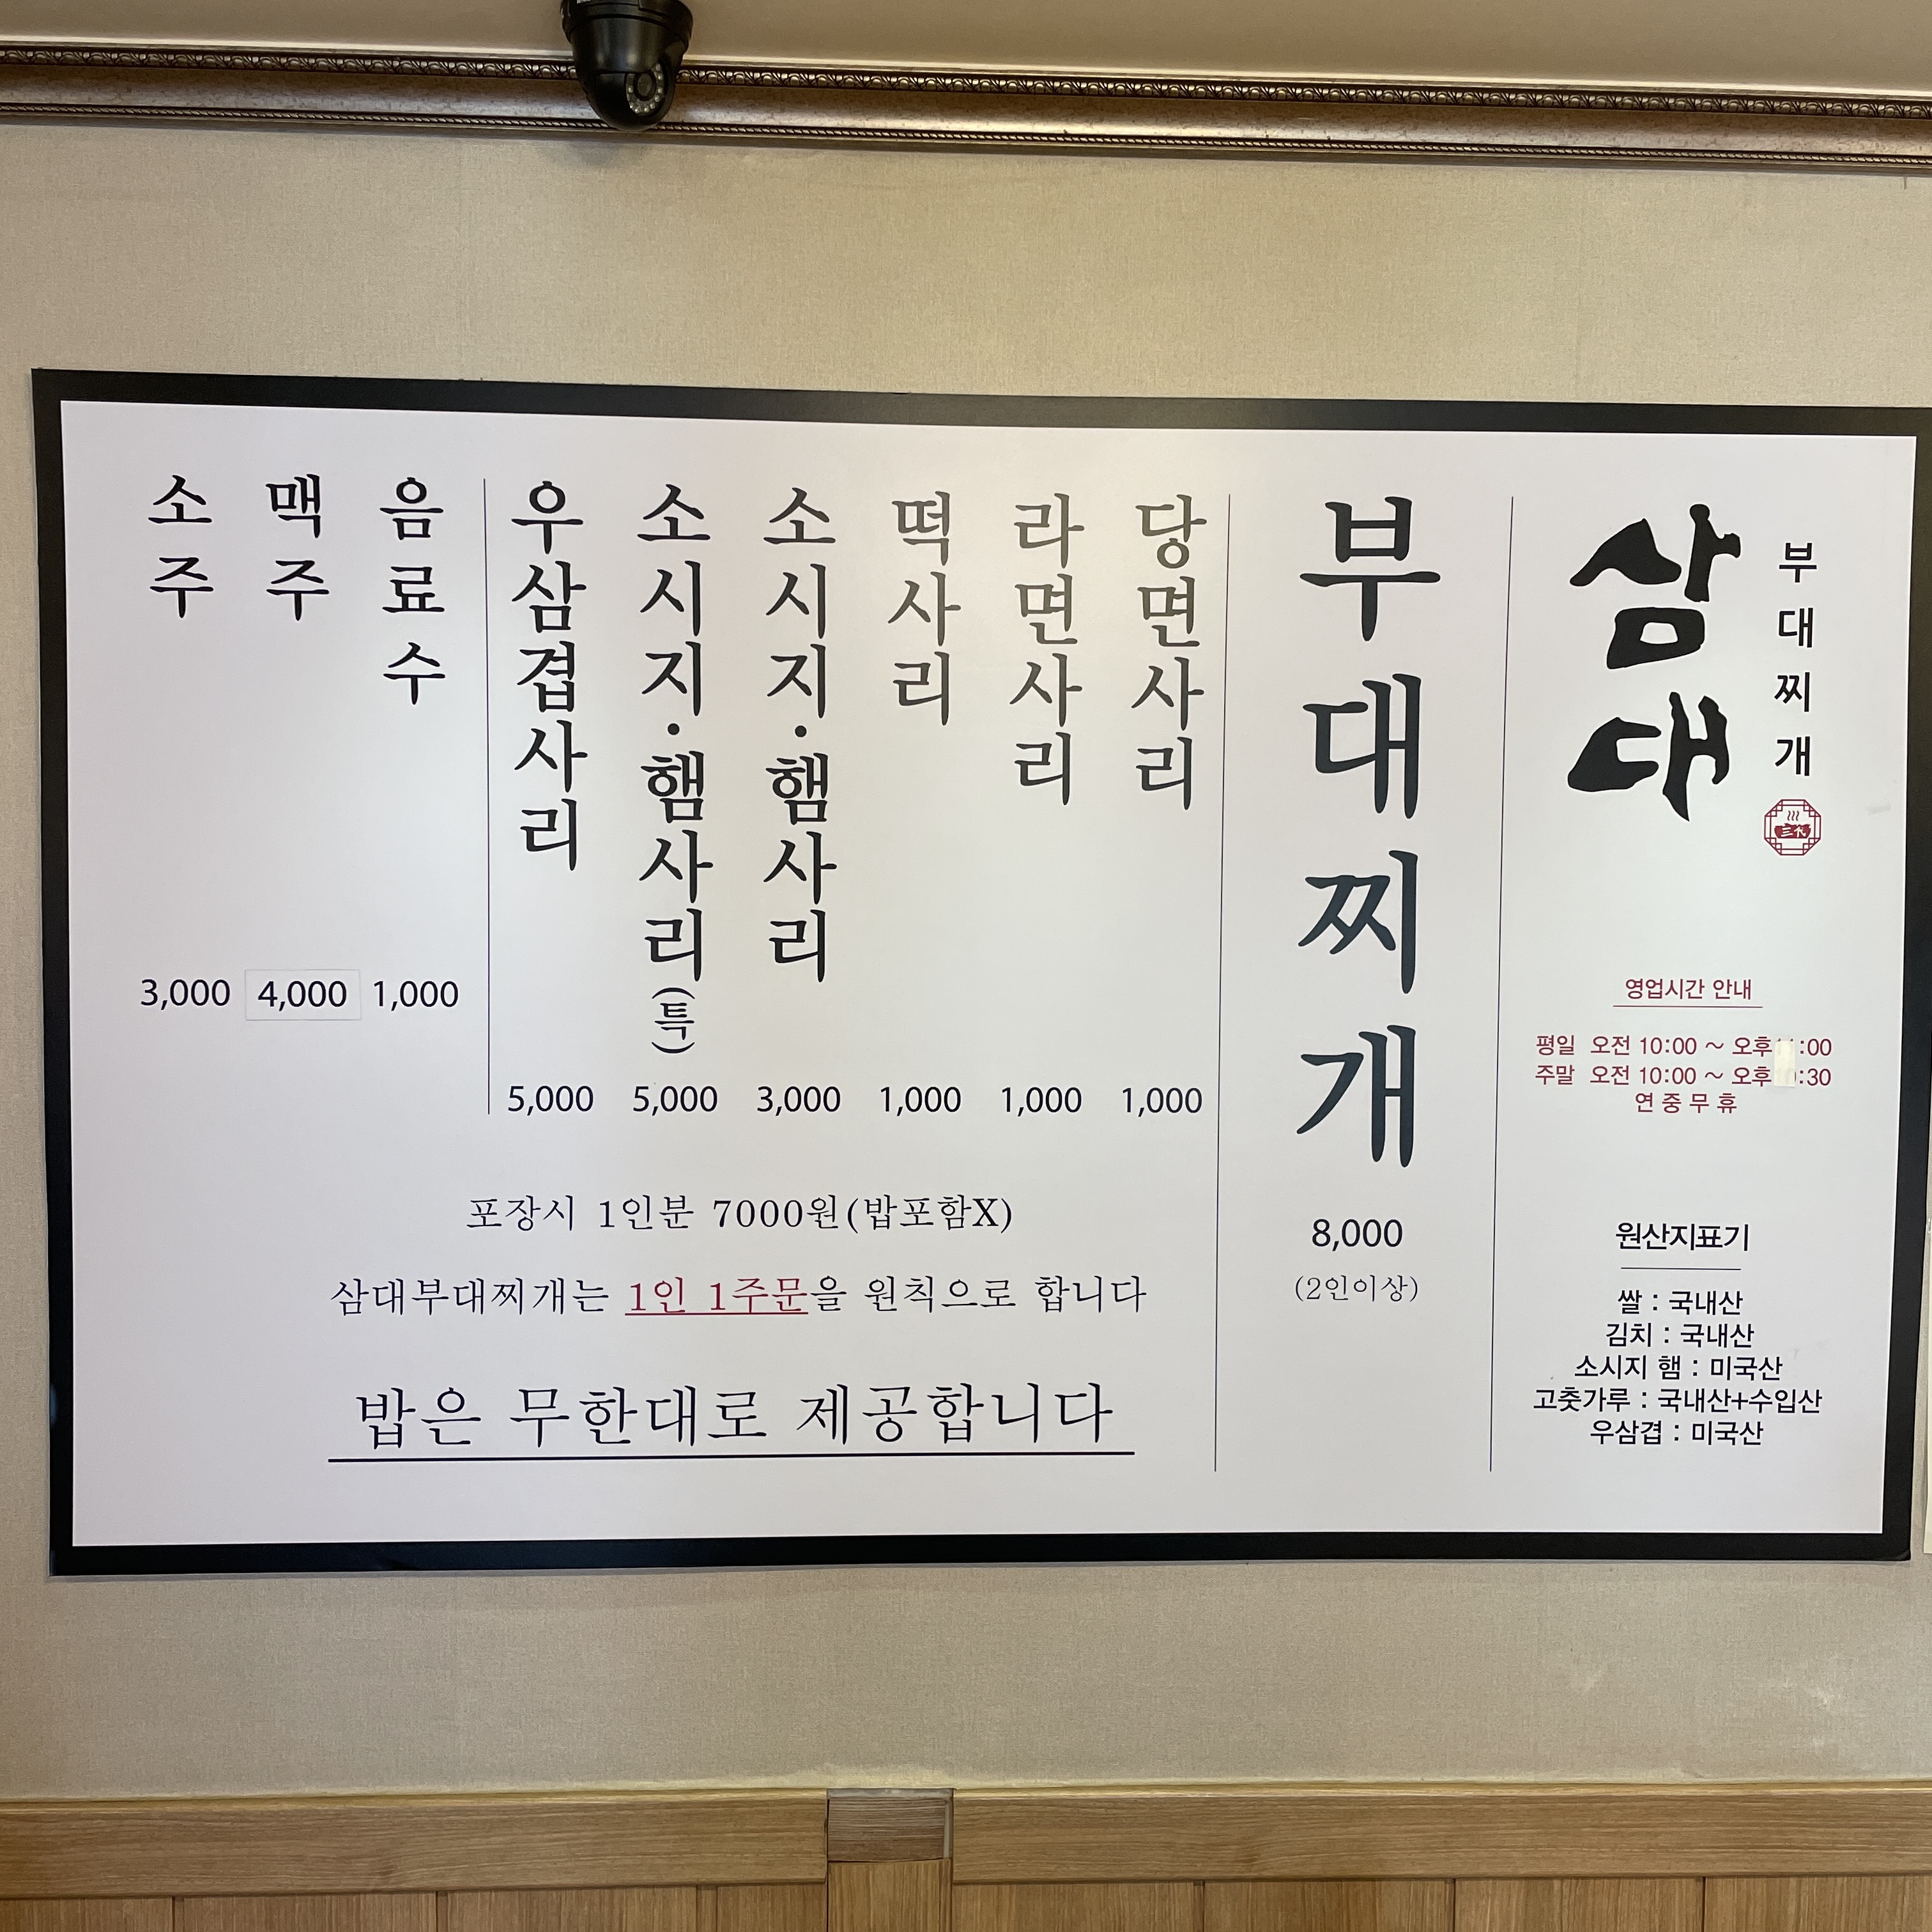 삼대
부대찌개
三代
영업시간 안내
평일 오전 10:00 ~ 오후 :00
주말 오전 10:00 ~ 오후 :30
연중무휴
원산지표기
쌀 : 국내산
김치 : 국내산
소시지 햄 : 미국산
고춧가루 : 국내산+수입산
우삼겹 : 미국산
부대찌개
8,000
(2인이상)
당면사리 1,000
라면사리 1,000
떡사리 1,000
소시지·햄사리 3,000
소시지·햄사리(특) 5,000
우삼겹사리 5,000
음료수 1,000
맥주 4,000
소주 3,000
포장시 1인분 7000원(밥포함X)
삼대부대찌개는 1인 1주문을 원칙으로 합니다
밥은 무한대로 제공합니다